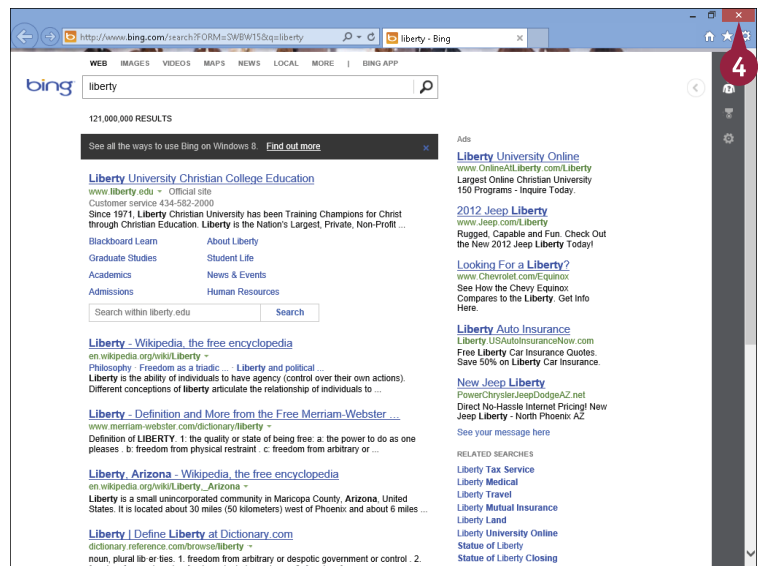 http://www.bing.com/search?FORM=SWBW15&q=liberty
liberty - Bing
4
WEB IMAGES VIDEOS MAPS NEWS LOCAL MORE | BING APP
bing
liberty
121,000,000 RESULTS
See all the ways to use Bing on Windows 8. Find out more
Liberty University Christian College Education
www.liberty.edu Official site
Customer service 434-582-2000
Since 1971, Liberty Christian University has been Training Champions for Christ
through Christian Education. Liberty is the Nation's Largest, Private, Non-Profit ...
Blackboard Learn About Liberty
Graduate Studies Student Life
Academics News & Events
Admissions Human Resources
Search within liberty.edu Search
Liberty - Wikipedia, the free encyclopedia
en.wikipedia.org/wiki/Liberty
Philosophy · Freedom as a triadic ... · Liberty and political ...
Liberty is the ability of individuals to have agency (control over their own actions).
Different conceptions of liberty articulate the relationship of individuals to ...
Liberty - Definition and More from the Free Merriam-Webster ...
www.merriam-webster.com/dictionary/liberty
Definition of LIBERTY. 1: the quality or state of being free: a: the power to do as one
pleases . b: freedom from physical restraint . c: freedom from arbitrary or ...
Liberty, Arizona - Wikipedia, the free encyclopedia
en.wikipedia.org/wiki/Liberty,_Arizona
Liberty is a small unincorporated community in Maricopa County, Arizona, United
States. It is located about 30 miles (50 kilometers) west of Phoenix and about 6 miles ...
Liberty | Define Liberty at Dictionary.com
dictionary.reference.com/browse/liberty
noun, plural lib·er·ties. 1. freedom from arbitrary or despotic government or control . 2.
Ads
Liberty University Online
www.OnlineAtLiberty.com/Liberty
Largest Online Christian University
150 Programs - Inquire Today.
2012 Jeep Liberty
www.Jeep.com/Liberty
Rugged, Capable and Fun. Check Out
the New 2012 Jeep Liberty Today!
Looking For a Liberty?
www.Chevrolet.com/Equinox
See How the Chevy Equinox
Compares to the Liberty. Get Info
Here.
Liberty Auto Insurance
Liberty.USAutoInsuranceNow.com
Free Liberty Car Insurance Quotes.
Save 50% on Liberty Car Insurance.
New Jeep Liberty
PowerChryslerJeepDodgeAZ.net
Direct No-Hassle Internet Pricing! New
Jeep Liberty - North Phoenix AZ
See your message here
RELATED SEARCHES
Liberty Tax Service
Liberty Medical
Liberty Travel
Liberty Mutual Insurance
Liberty Land
Liberty University Online
Statue of Liberty
Statue of Liberty Closing